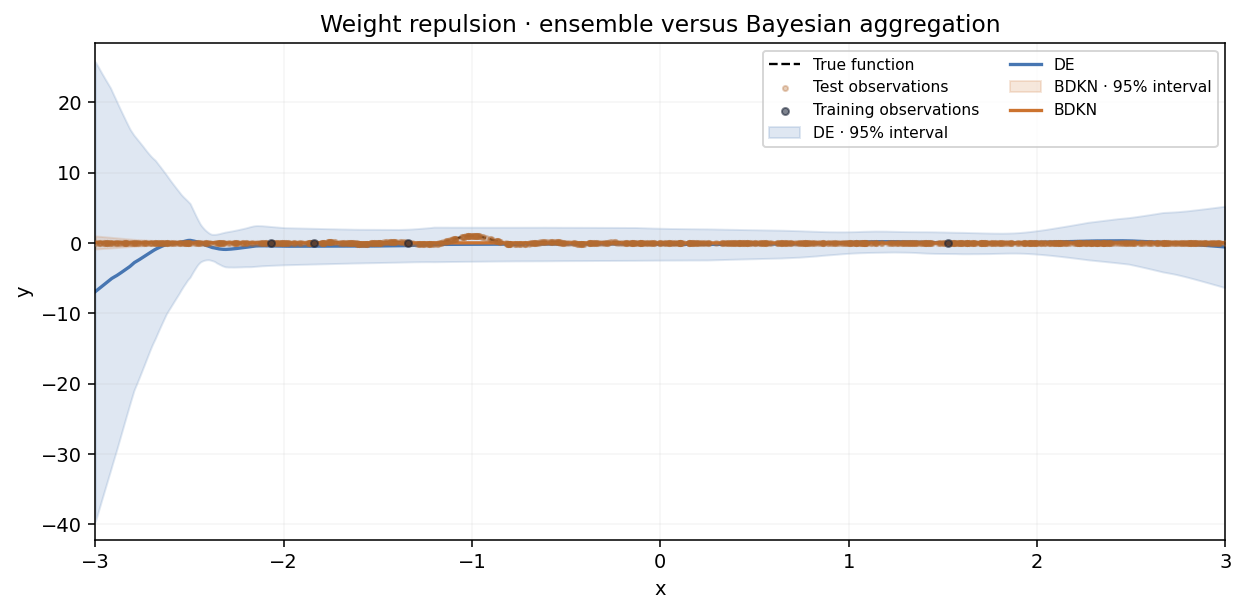 Weight repulsion · ensemble versus Bayesian aggregation
True function
Test observations
Training observations
DE · 95% interval
DE
BDKN · 95% interval
BDKN
y
20
10
0
−10
−20
−30
−40
−3
−2
−1
0
1
2
3
x